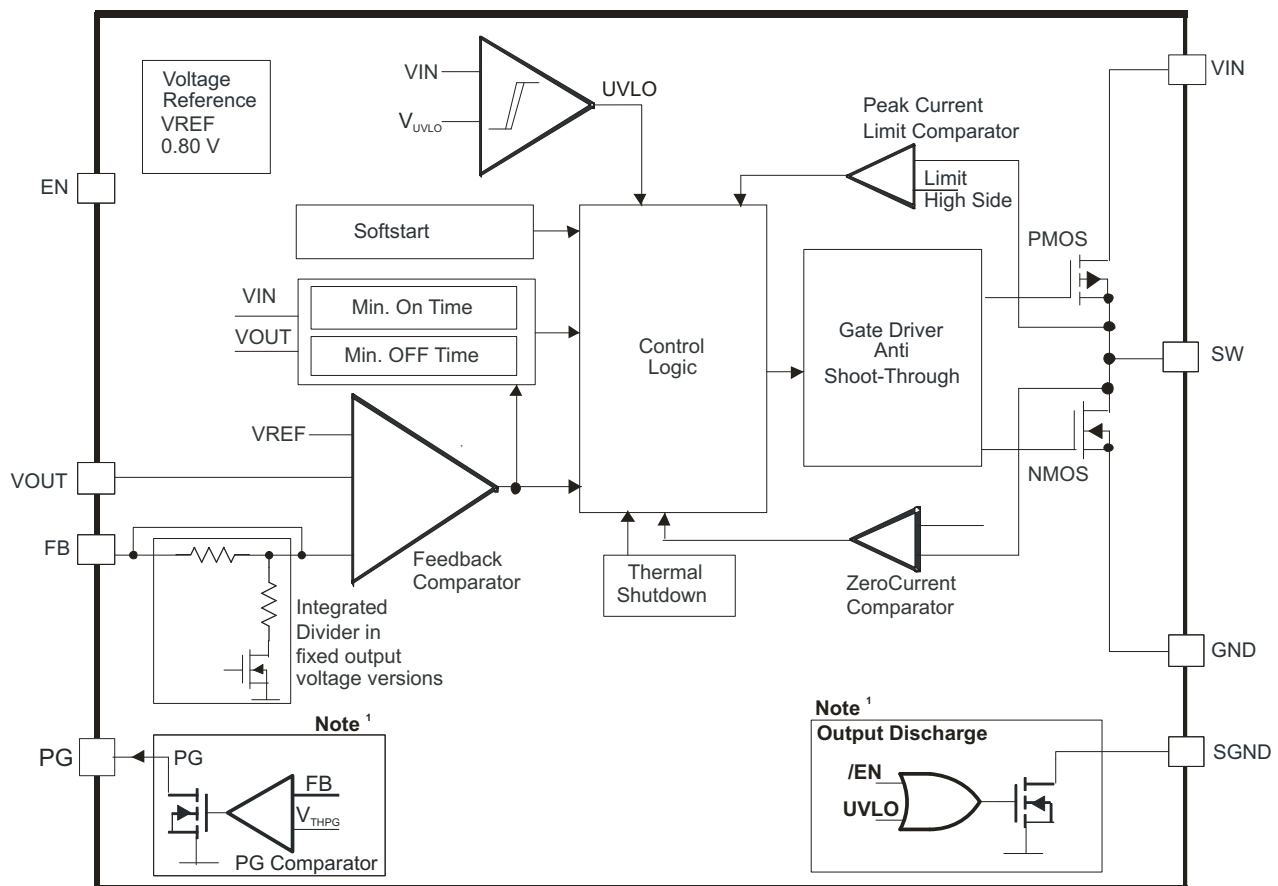 Voltage
Reference
VREF
0.80 V
VIN
V_UVLO
UVLO
Peak Current
Limit Comparator
Limit
High Side
VIN
EN
Softstart
VIN
VOUT
Min. On Time
Min. OFF Time
Control
Logic
Gate Driver
Anti
Shoot-Through
PMOS
SW
NMOS
VREF
VOUT
FB
Feedback
Comparator
Thermal
Shutdown
ZeroCurrent
Comparator
Integrated
Divider in
fixed output
voltage versions
GND
Note ¹
PG
PG
FB
V_THPG
PG Comparator
Note ¹
Output Discharge
/EN
UVLO
SGND